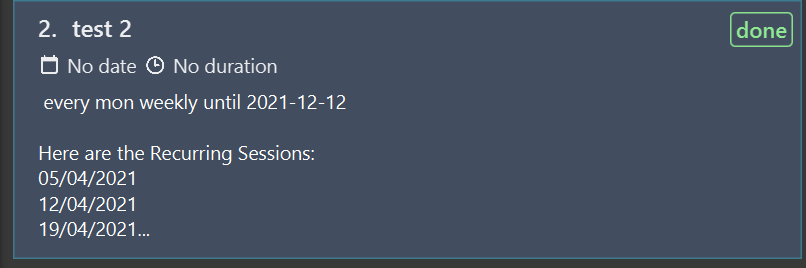 2. test 2
done
No date No duration
every mon weekly until 2021-12-12
Here are the Recurring Sessions:
05/04/2021
12/04/2021
19/04/2021...